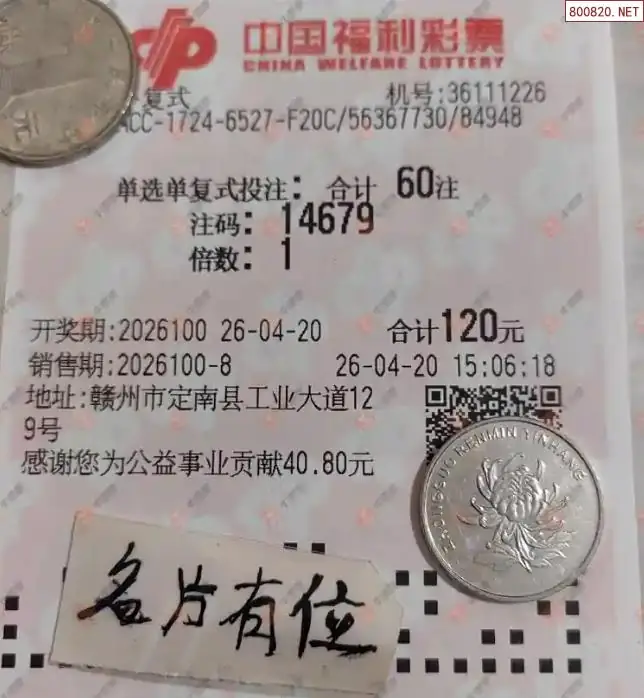 800820.NET
中国福利彩票
CHINA WELFARE LOTTERY
复式
机号:36111226
CC-1724-6527-F20C/56367730/84948
单选单复式投注: 合计 60注
注码: 14679
倍数: 1
开奖期:2026100 26-04-20 合计120元
销售期:2026100-8 26-04-20 15:06:18
地址:赣州市定南县工业大道12
9号
感谢您为公益事业贡献40.80元
ZHONGGUO RENMIN YINHANG
名片有位